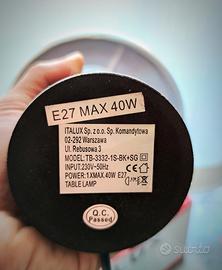 E27 MAX 40W
ITALUX Sp. z o.o. Sp. Komandytowa
02-292 Warszawa
Ul. Rebusowa 3
MODEL:TB-3332-1S-BK+SG
INPUT:230V~50Hz
POWER:1XMAX.40W E27
TABLE LAMP
Q.C.
Passed
Subito